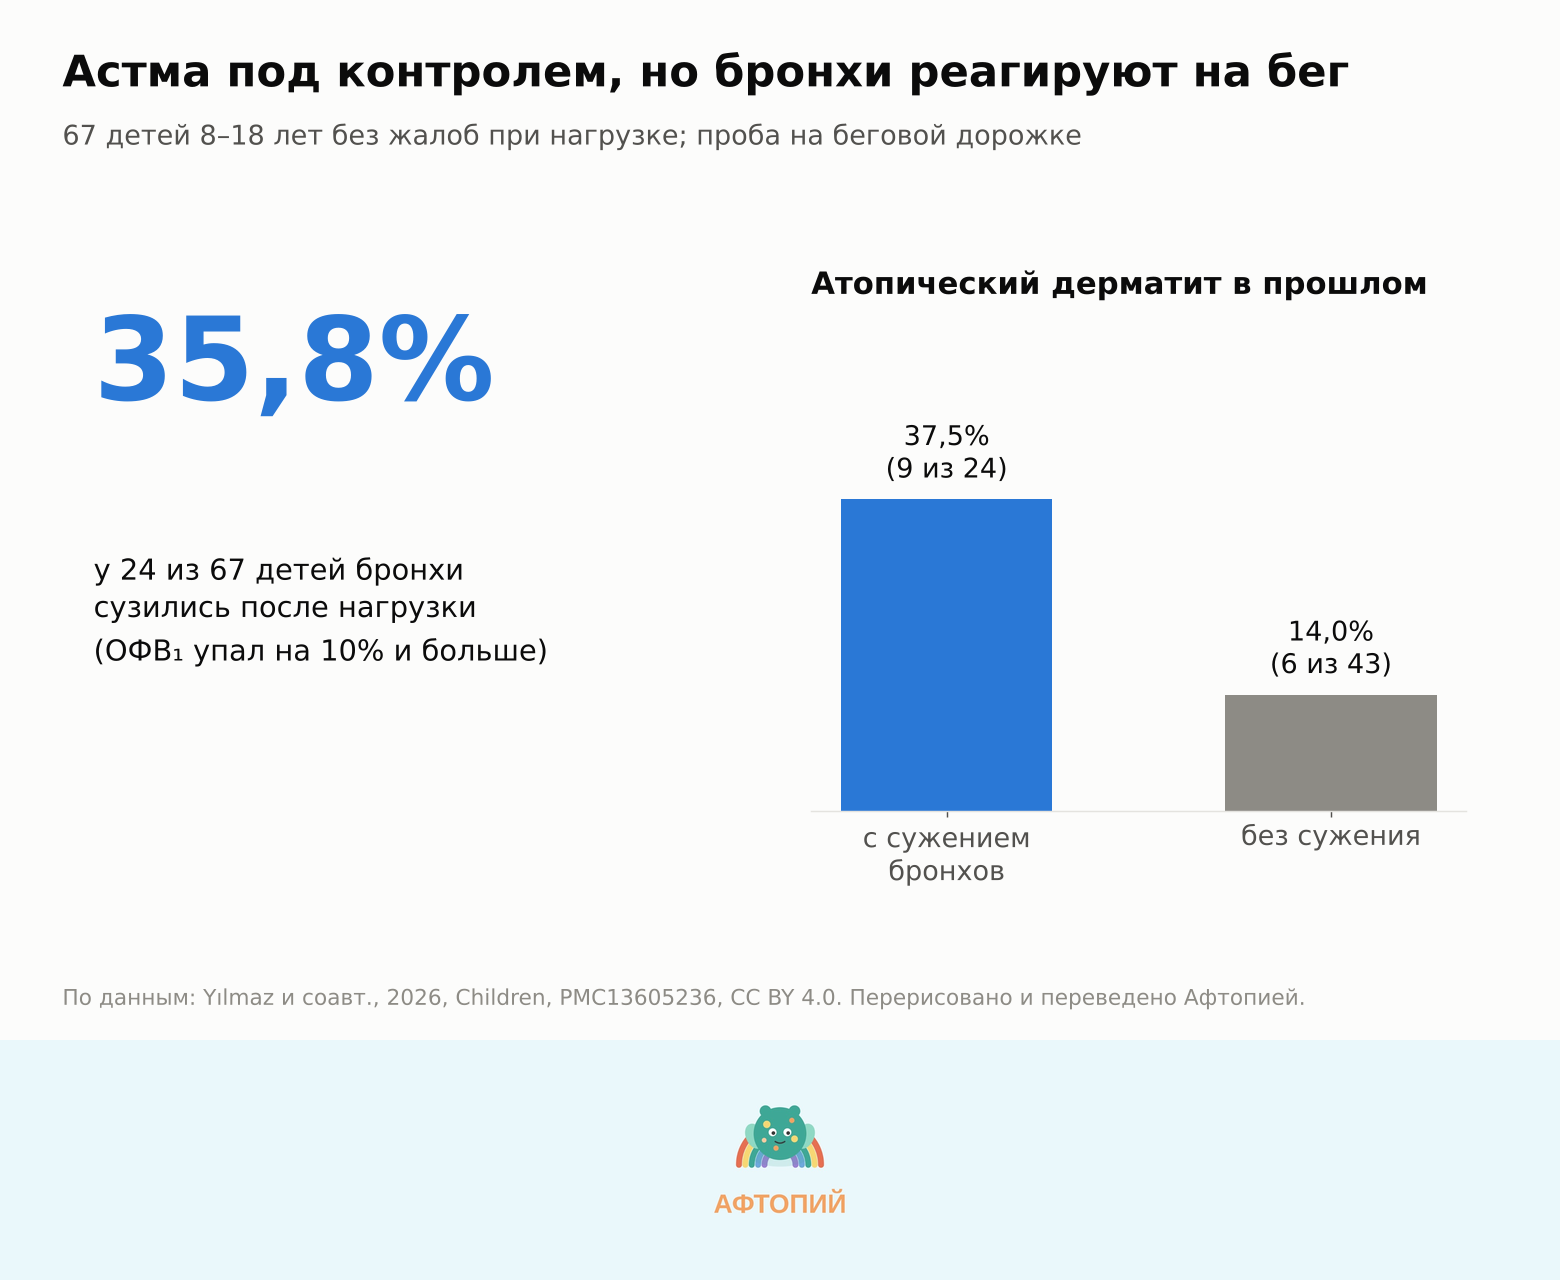 Астма под контролем, но бронхи реагируют на бег
67 детей 8–18 лет без жалоб при нагрузке; проба на беговой дорожке
35,8%
у 24 из 67 детей бронхи
сузились после нагрузки
(ОФВ₁ упал на 10% и больше)
Атопический дерматит в прошлом
37,5%
(9 из 24)
14,0%
(6 из 43)
с сужением
бронхов
без сужения
По данным: Yılmaz и соавт., 2026, Children, PMC13605236, CC BY 4.0. Перерисовано и переведено Афтопией.
АФТОПИЙ